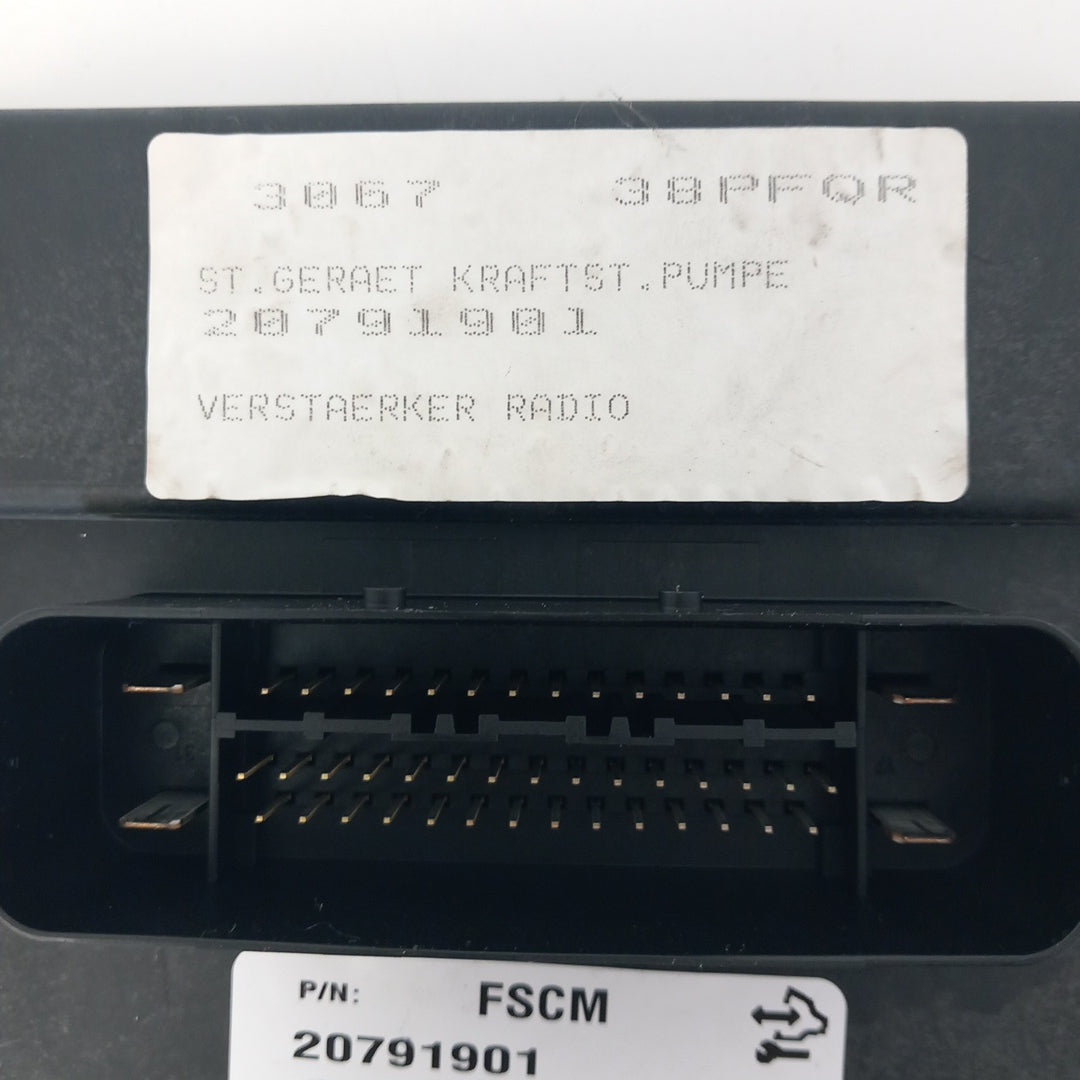 3067 38PFQR
ST.GERAET KRAFTST.PUMPE
20791901
VERSTAERKER RADIO
P/N: FSCM
20791901